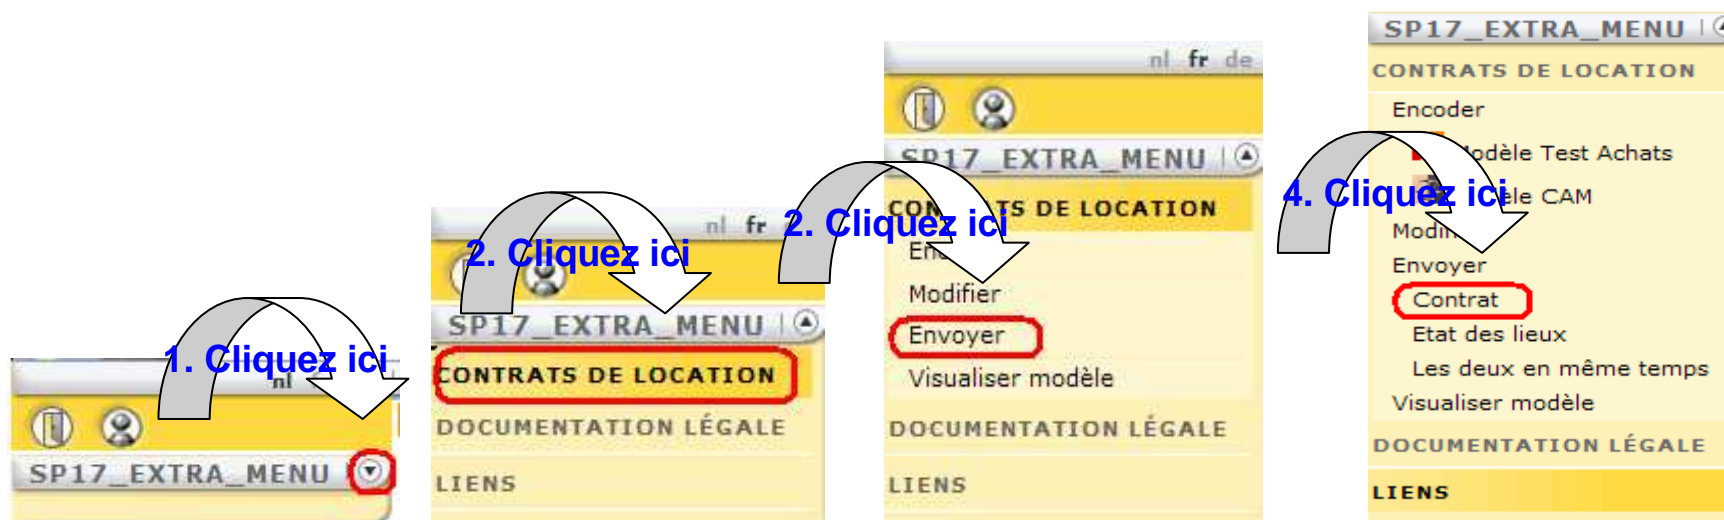 1. Cliquez ici
nl
SP17_EXTRA_MENU
2. Cliquez ici
nl fr
SP17_EXTRA_MENU
CONTRATS DE LOCATION
DOCUMENTATION LÉGALE
LIENS
2. Cliquez ici
nl fr de
SP17_EXTRA_MENU
CONTRATS DE LOCATION
Modifier
Envoyer
Visualiser modèle
DOCUMENTATION LÉGALE
LIENS
4. Cliquez ici
SP17_EXTRA_MENU
CONTRATS DE LOCATION
Encoder
Modèle Test Achats
CAM
Envoyer
Contrat
Etat des lieux
Les deux en même temps
Visualiser modèle
DOCUMENTATION LÉGALE
LIENS